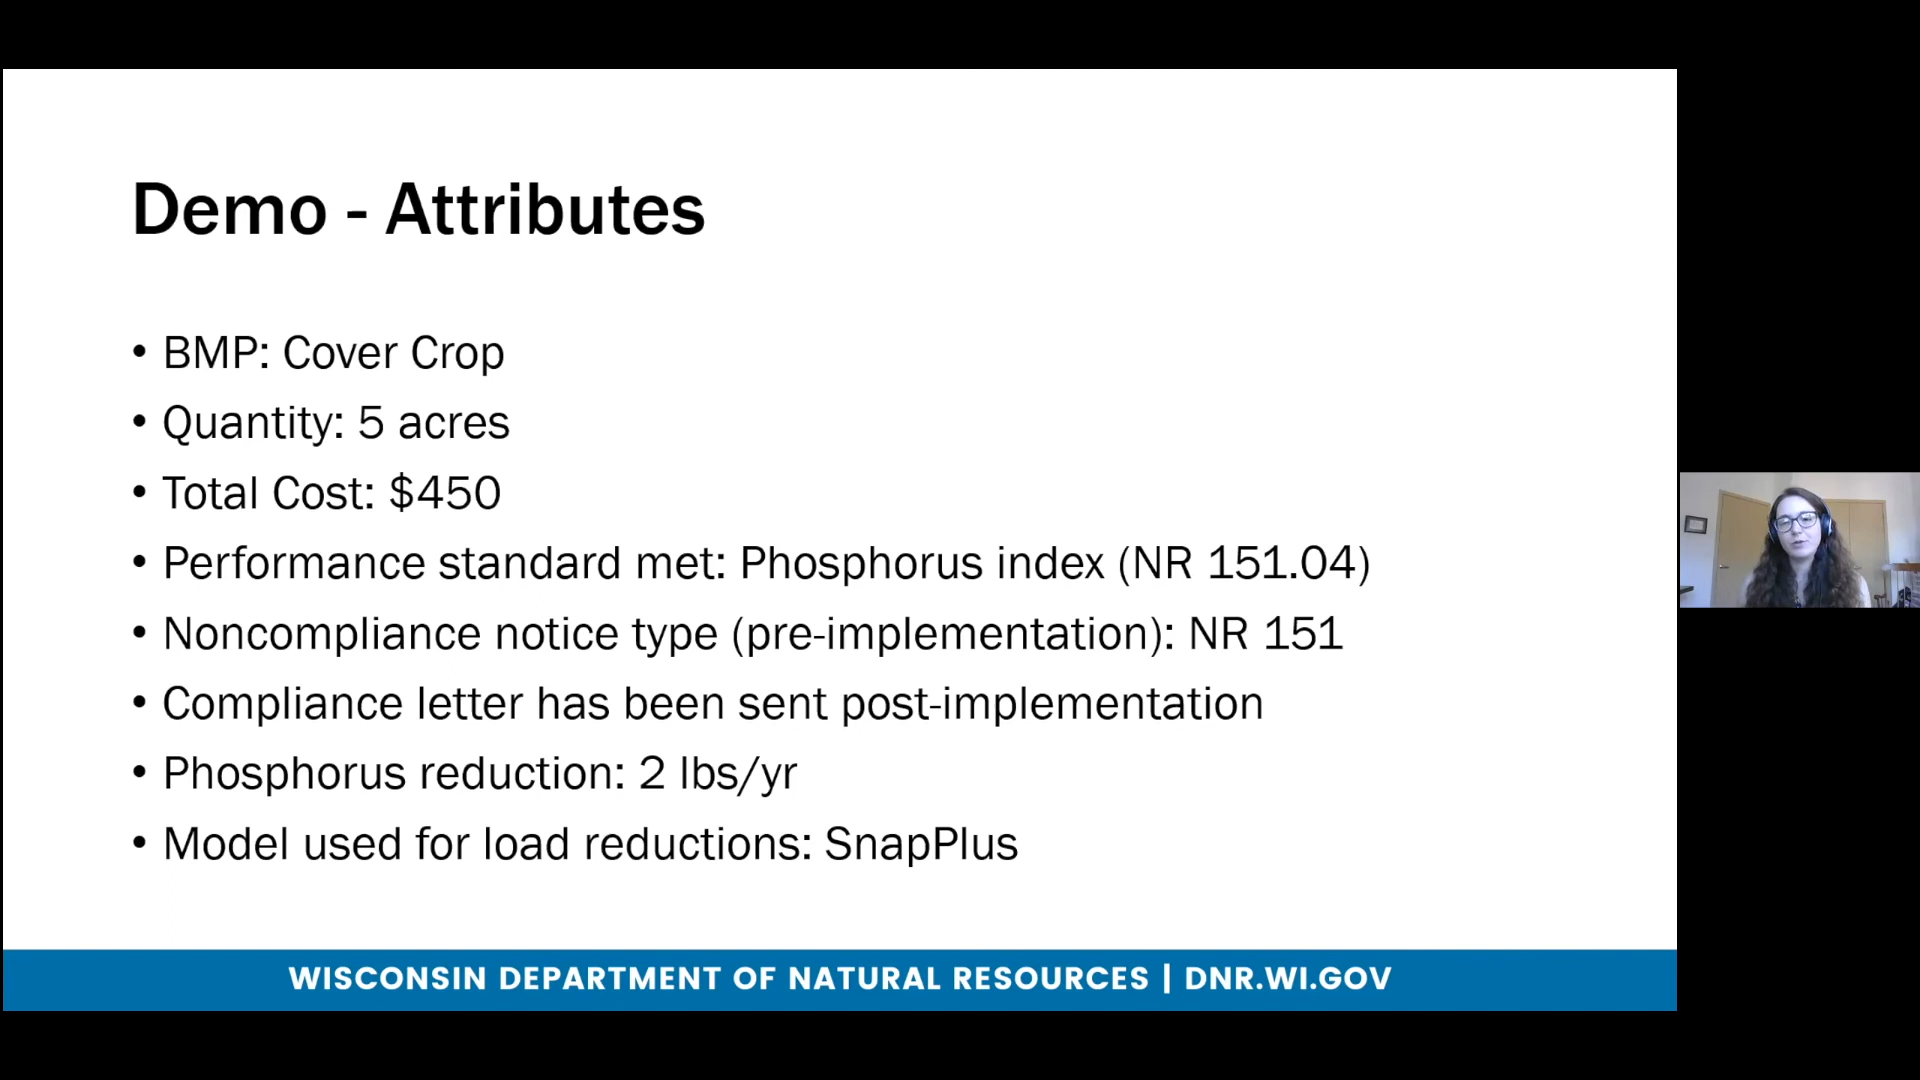 Demo - Attributes
• BMP: Cover Crop
• Quantity: 5 acres
• Total Cost: $450
• Performance standard met: Phosphorus index (NR 151.04)
• Noncompliance notice type (pre-implementation): NR 151
• Compliance letter has been sent post-implementation
• Phosphorus reduction: 2 lbs/yr
• Model used for load reductions: SnapPlus
WISCONSIN DEPARTMENT OF NATURAL RESOURCES | DNR.WI.GOV